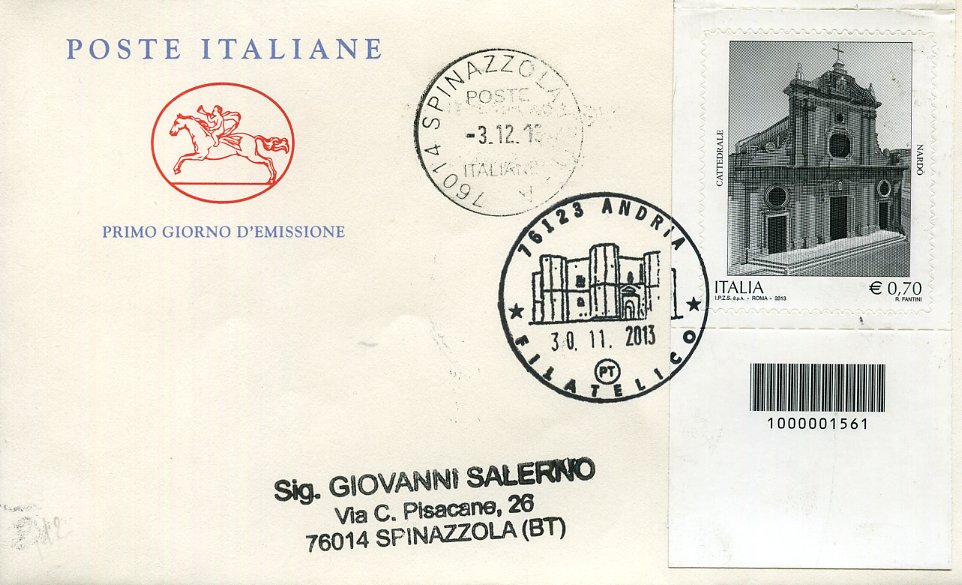 POSTE ITALIANE
PRIMO GIORNO D'EMISSIONE
76014 SPINAZZOLA
POSTE
-3.12.13
ITALIANE
76123 ANDRIA
30. 11. 2013
FILATELICO
PT
CATTEDRALE
NARDÒ
ITALIA
€ 0,70
I.P.Z.S. S.p.A. - ROMA - 2013
R. FANTINI
1000001561
Sig. GIOVANNI SALERNO
Via C. Pisacane, 26
76014 SPINAZZOLA (BT)